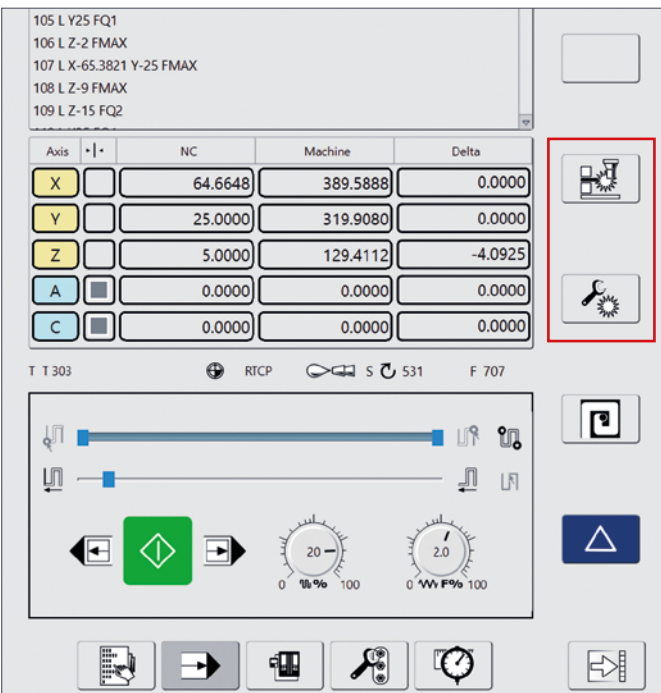 105 L Y25 FQ1
106 L Z-2 FMAX
107 L X-65.3821 Y-25 FMAX
108 L Z-9 FMAX
109 L Z-15 FQ2
Axis NC Machine Delta
X 64.6648 389.5888 0.0000
Y 25.0000 319.9080 0.0000
Z 5.0000 129.4112 -4.0925
A 0.0000 0.0000 0.0000
C 0.0000 0.0000 0.0000
T T 303 RTCP S 531 F 707
20 2.0
0 % 100 0 F% 100